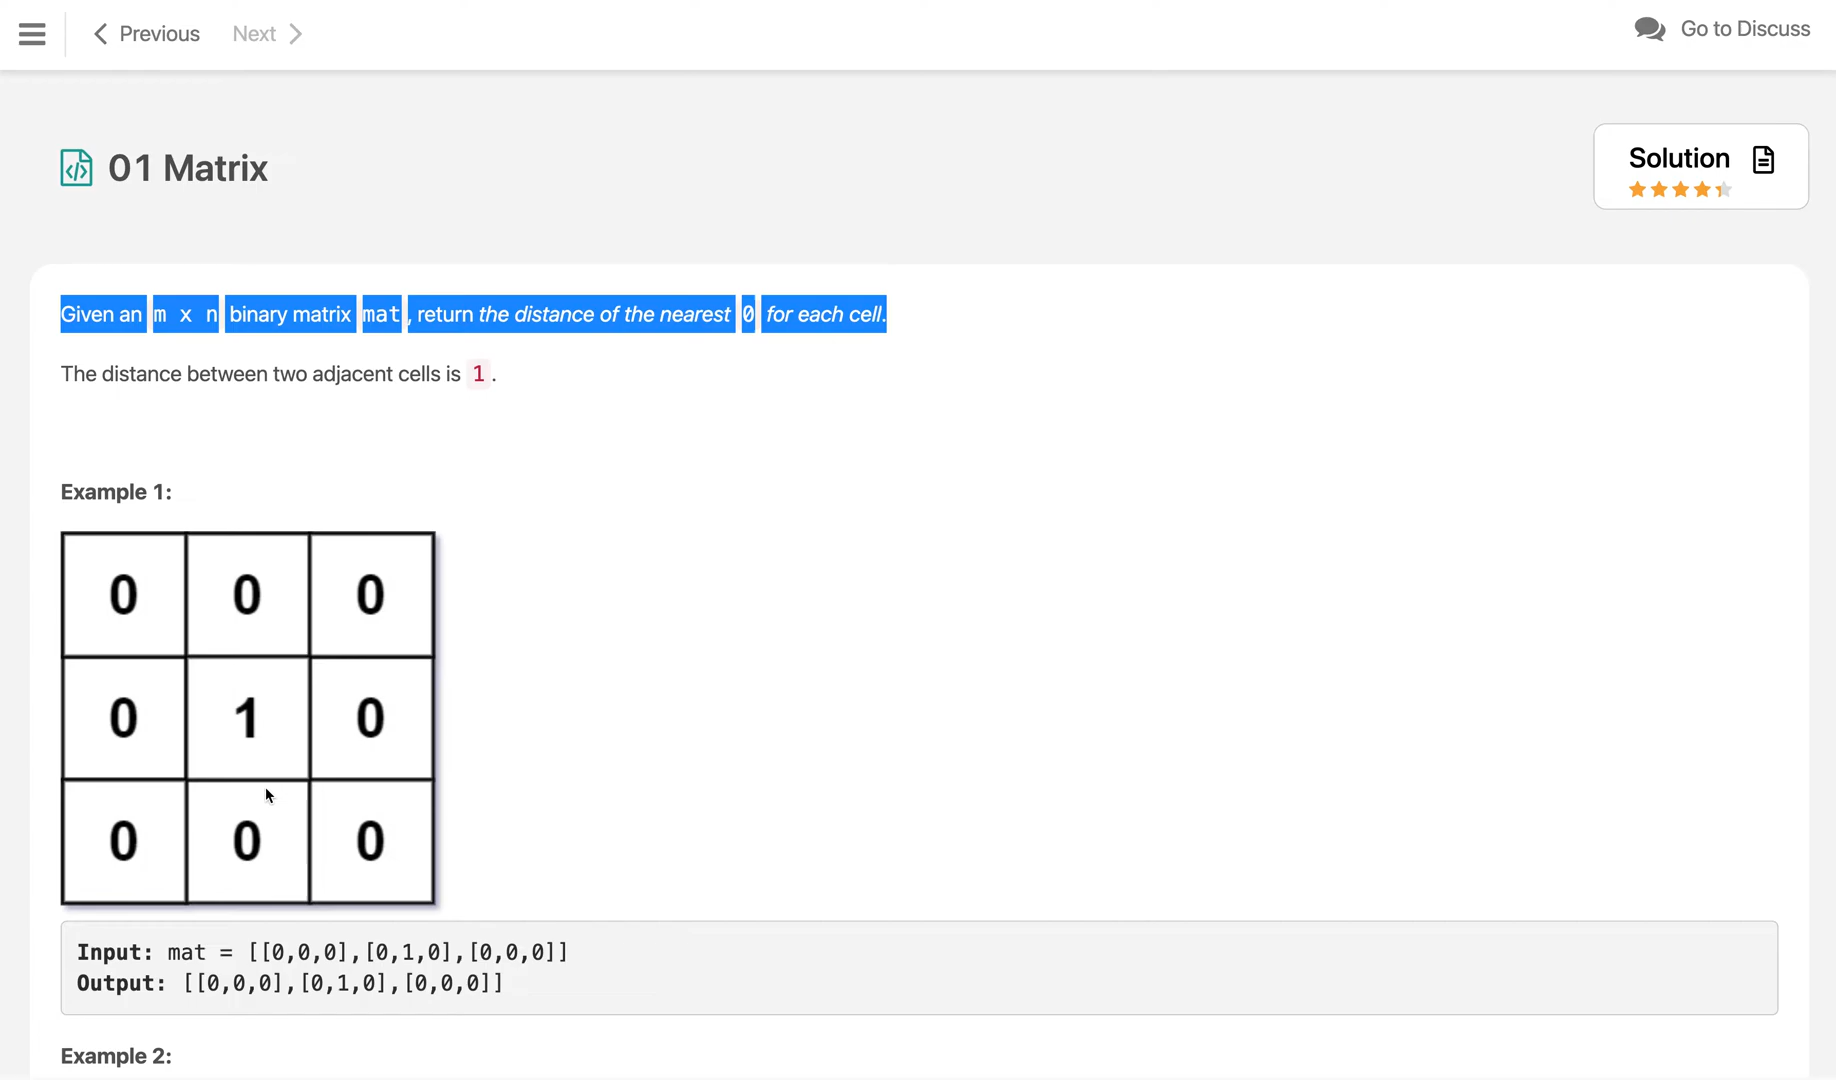 Previous Next Go to Discuss
01 Matrix
Solution
Given an m x n binary matrix mat, return the distance of the nearest 0 for each cell.
The distance between two adjacent cells is 1.
Example 1:
0 0 0
0 1 0
0 0 0
Input: mat = [[0,0,0],[0,1,0],[0,0,0]]
Output: [[0,0,0],[0,1,0],[0,0,0]]
Example 2: